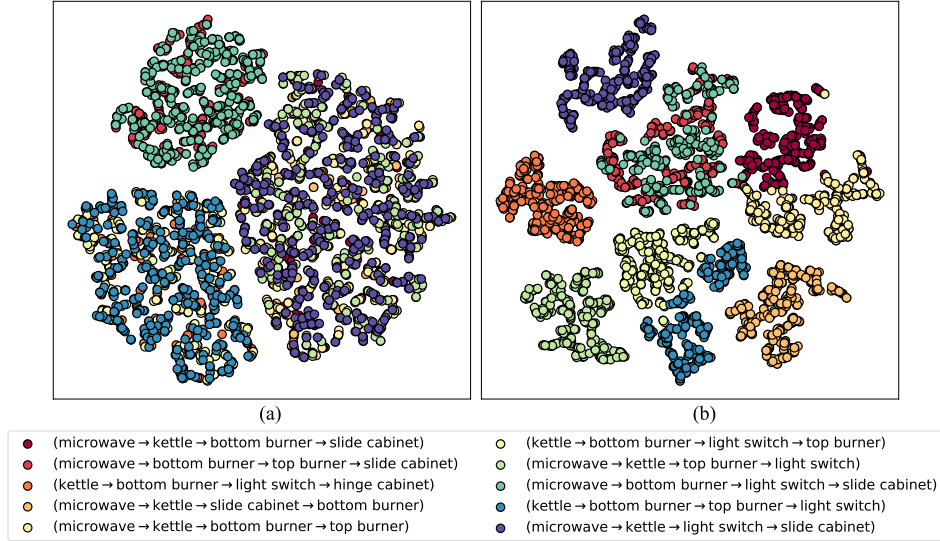 (a)
(b)
(microwave→kettle→bottom burner→slide cabinet)
(microwave→bottom burner→top burner→slide cabinet)
(kettle→bottom burner→light switch→hinge cabinet)
(microwave→kettle→slide cabinet→bottom burner)
(microwave→kettle→bottom burner→top burner)
(kettle→bottom burner→light switch→top burner)
(microwave→kettle→top burner→light switch)
(microwave→bottom burner→light switch→slide cabinet)
(kettle→bottom burner→top burner→light switch)
(microwave→kettle→light switch→slide cabinet)